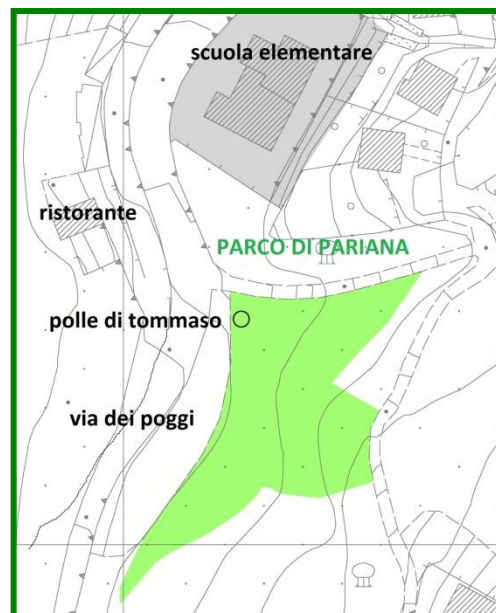 scuola elementare
ristorante
PARCO DI PARIANA
polle di tommaso
via dei poggi